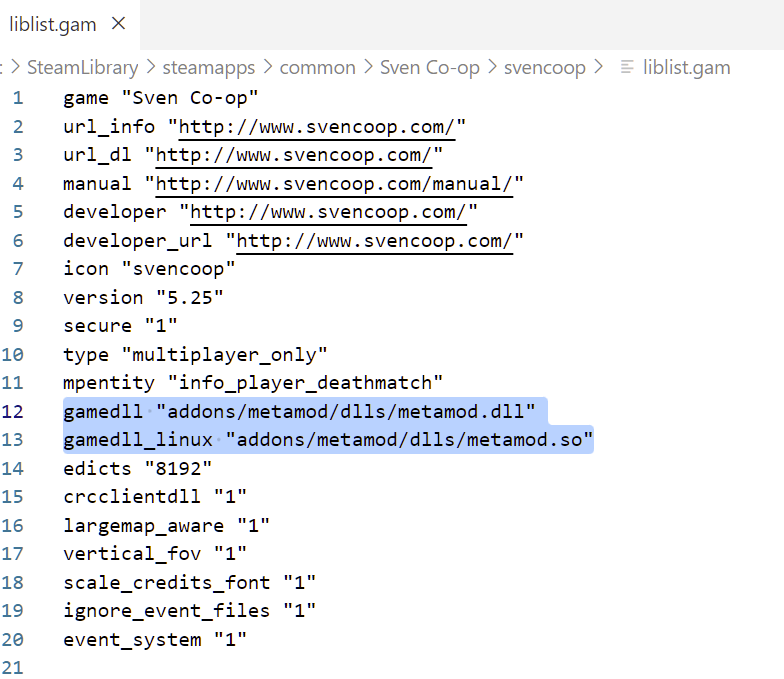 liblist.gam ×
: > SteamLibrary > steamapps > common > Sven Co-op > svencoop > liblist.gam
1 game "Sven Co-op"
2 url_info "http://www.svencoop.com/"
3 url_dl "http://www.svencoop.com/"
4 manual "http://www.svencoop.com/manual/"
5 developer "http://www.svencoop.com/"
6 developer_url "http://www.svencoop.com/"
7 icon "svencoop"
8 version "5.25"
9 secure "1"
10 type "multiplayer_only"
11 mpentity "info_player_deathmatch"
12 gamedll "addons/metamod/dlls/metamod.dll"
13 gamedll_linux "addons/metamod/dlls/metamod.so"
14 edicts "8192"
15 crcclientdll "1"
16 largemap_aware "1"
17 vertical_fov "1"
18 scale_credits_font "1"
19 ignore_event_files "1"
20 event_system "1"
21